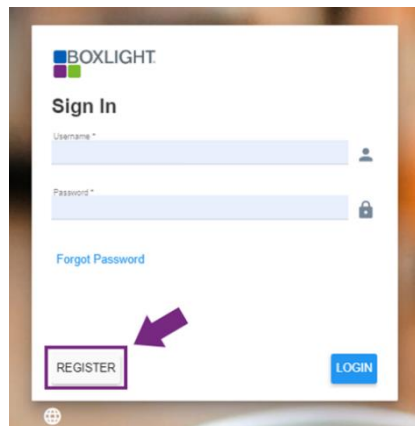 BOXLIGHT.
Sign In
Username *
Password *
Forgot Password
REGISTER
LOGIN